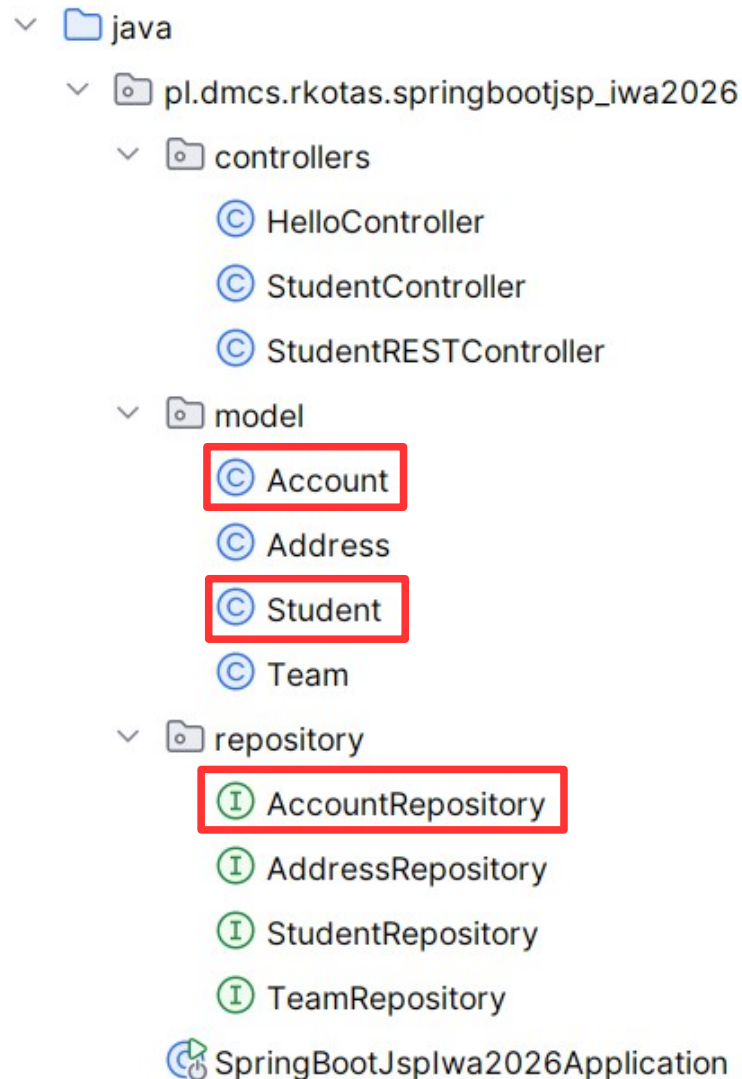 java
pl.dmcs.rkotas.springbootjsp_iwa2026
controllers
C HelloController
C StudentController
C StudentRESTController
model
C Account
C Address
C Student
C Team
repository
I AccountRepository
I AddressRepository
I StudentRepository
I TeamRepository
C SpringBootJspIwa2026Application